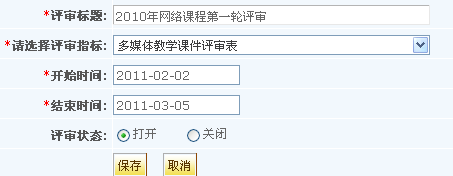 *评审标题: 2010年网络课程第一轮评审
*请选择评审指标: 多媒体教学课件评审表
*开始时间: 2011-02-02
*结束时间: 2011-03-05
评审状态: 打开 关闭
保存 取消